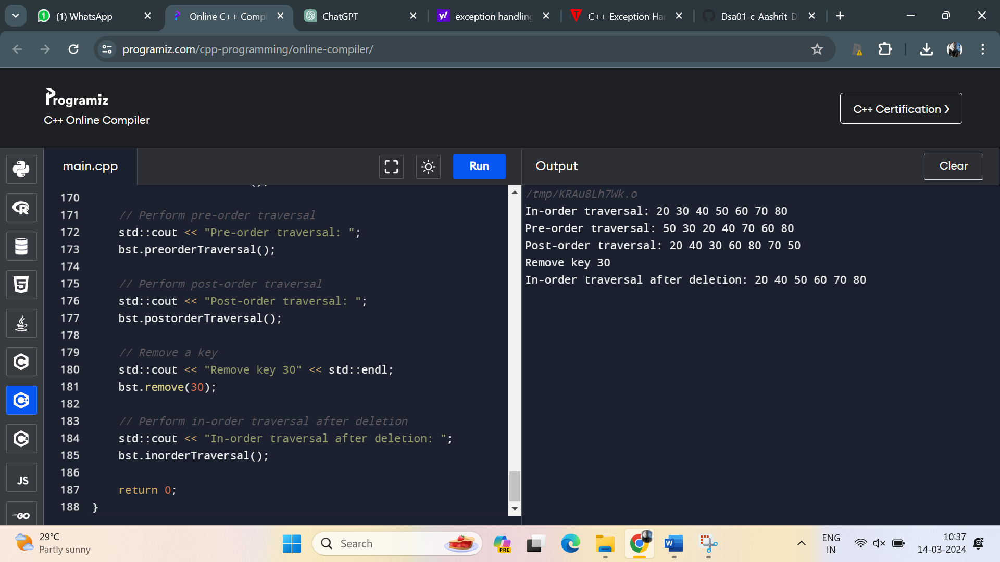 (1) WhatsApp
Online C++ Compi
ChatGPT
exception handling
C++ Exception Ha
Dsa01-c-Aashrit-D
programiz.com/cpp-programming/online-compiler/
Programiz
C++ Online Compiler
C++ Certification ❯
main.cpp
Run
Output
Clear
170
171 // Perform pre-order traversal
172 std::cout << "Pre-order traversal: ";
173 bst.preorderTraversal();
174
175 // Perform post-order traversal
176 std::cout << "Post-order traversal: ";
177 bst.postorderTraversal();
178
179 // Remove a key
180 std::cout << "Remove key 30" << std::endl;
181 bst.remove(30);
182
183 // Perform in-order traversal after deletion
184 std::cout << "In-order traversal after deletion: ";
185 bst.inorderTraversal();
186
187 return 0;
188 }
/tmp/KRAu8Lh7Wk.o
In-order traversal: 20 30 40 50 60 70 80
Pre-order traversal: 50 30 20 40 70 60 80
Post-order traversal: 20 40 30 60 80 70 50
Remove key 30
In-order traversal after deletion: 20 40 50 60 70 80
R
5
C
C++
C#
JS
GO
29°C
Partly sunny
Search
PRE
W
ENG
IN
10:37
14-03-2024